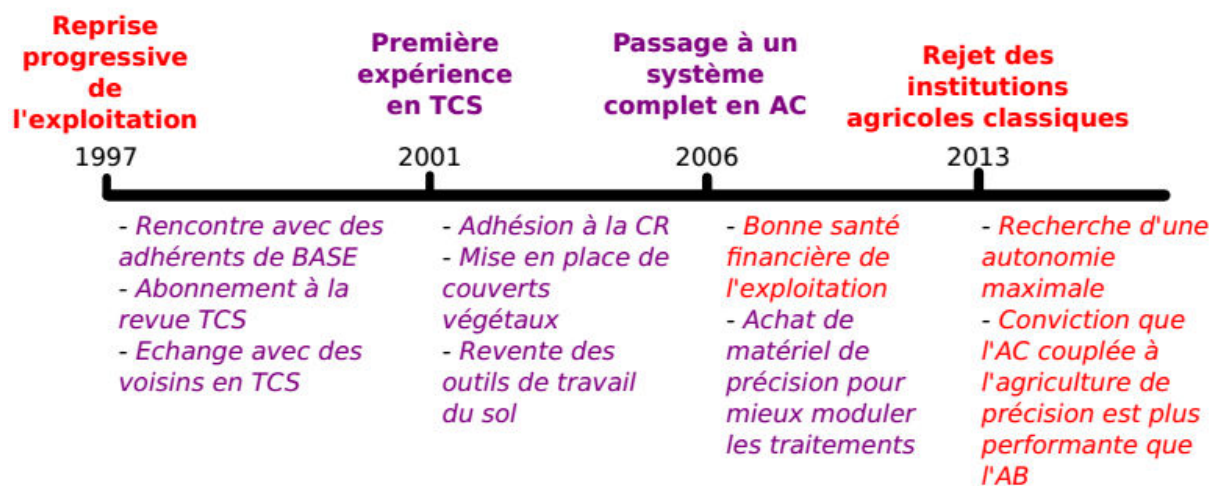 Reprise
progressive
de
l'exploitation
Première
expérience
en TCS
Passage à un
système
complet en AC
Rejet des
institutions
agricoles classiques
1997
2001
2006
2013
- Rencontre avec des
adhérents de BASE
- Abonnement à la
revue TCS
- Echange avec des
voisins en TCS
- Adhésion à la CR
- Mise en place de
couverts
végétaux
- Revente des
outils de travail
du sol
- Bonne santé
financière de
l'exploitation
- Achat de
matériel de
précision pour
mieux moduler
les traitements
- Recherche d'une
autonomie
maximale
- Conviction que
l'AC couplée à
l'agriculture de
précision est plus
performante que
l'AB